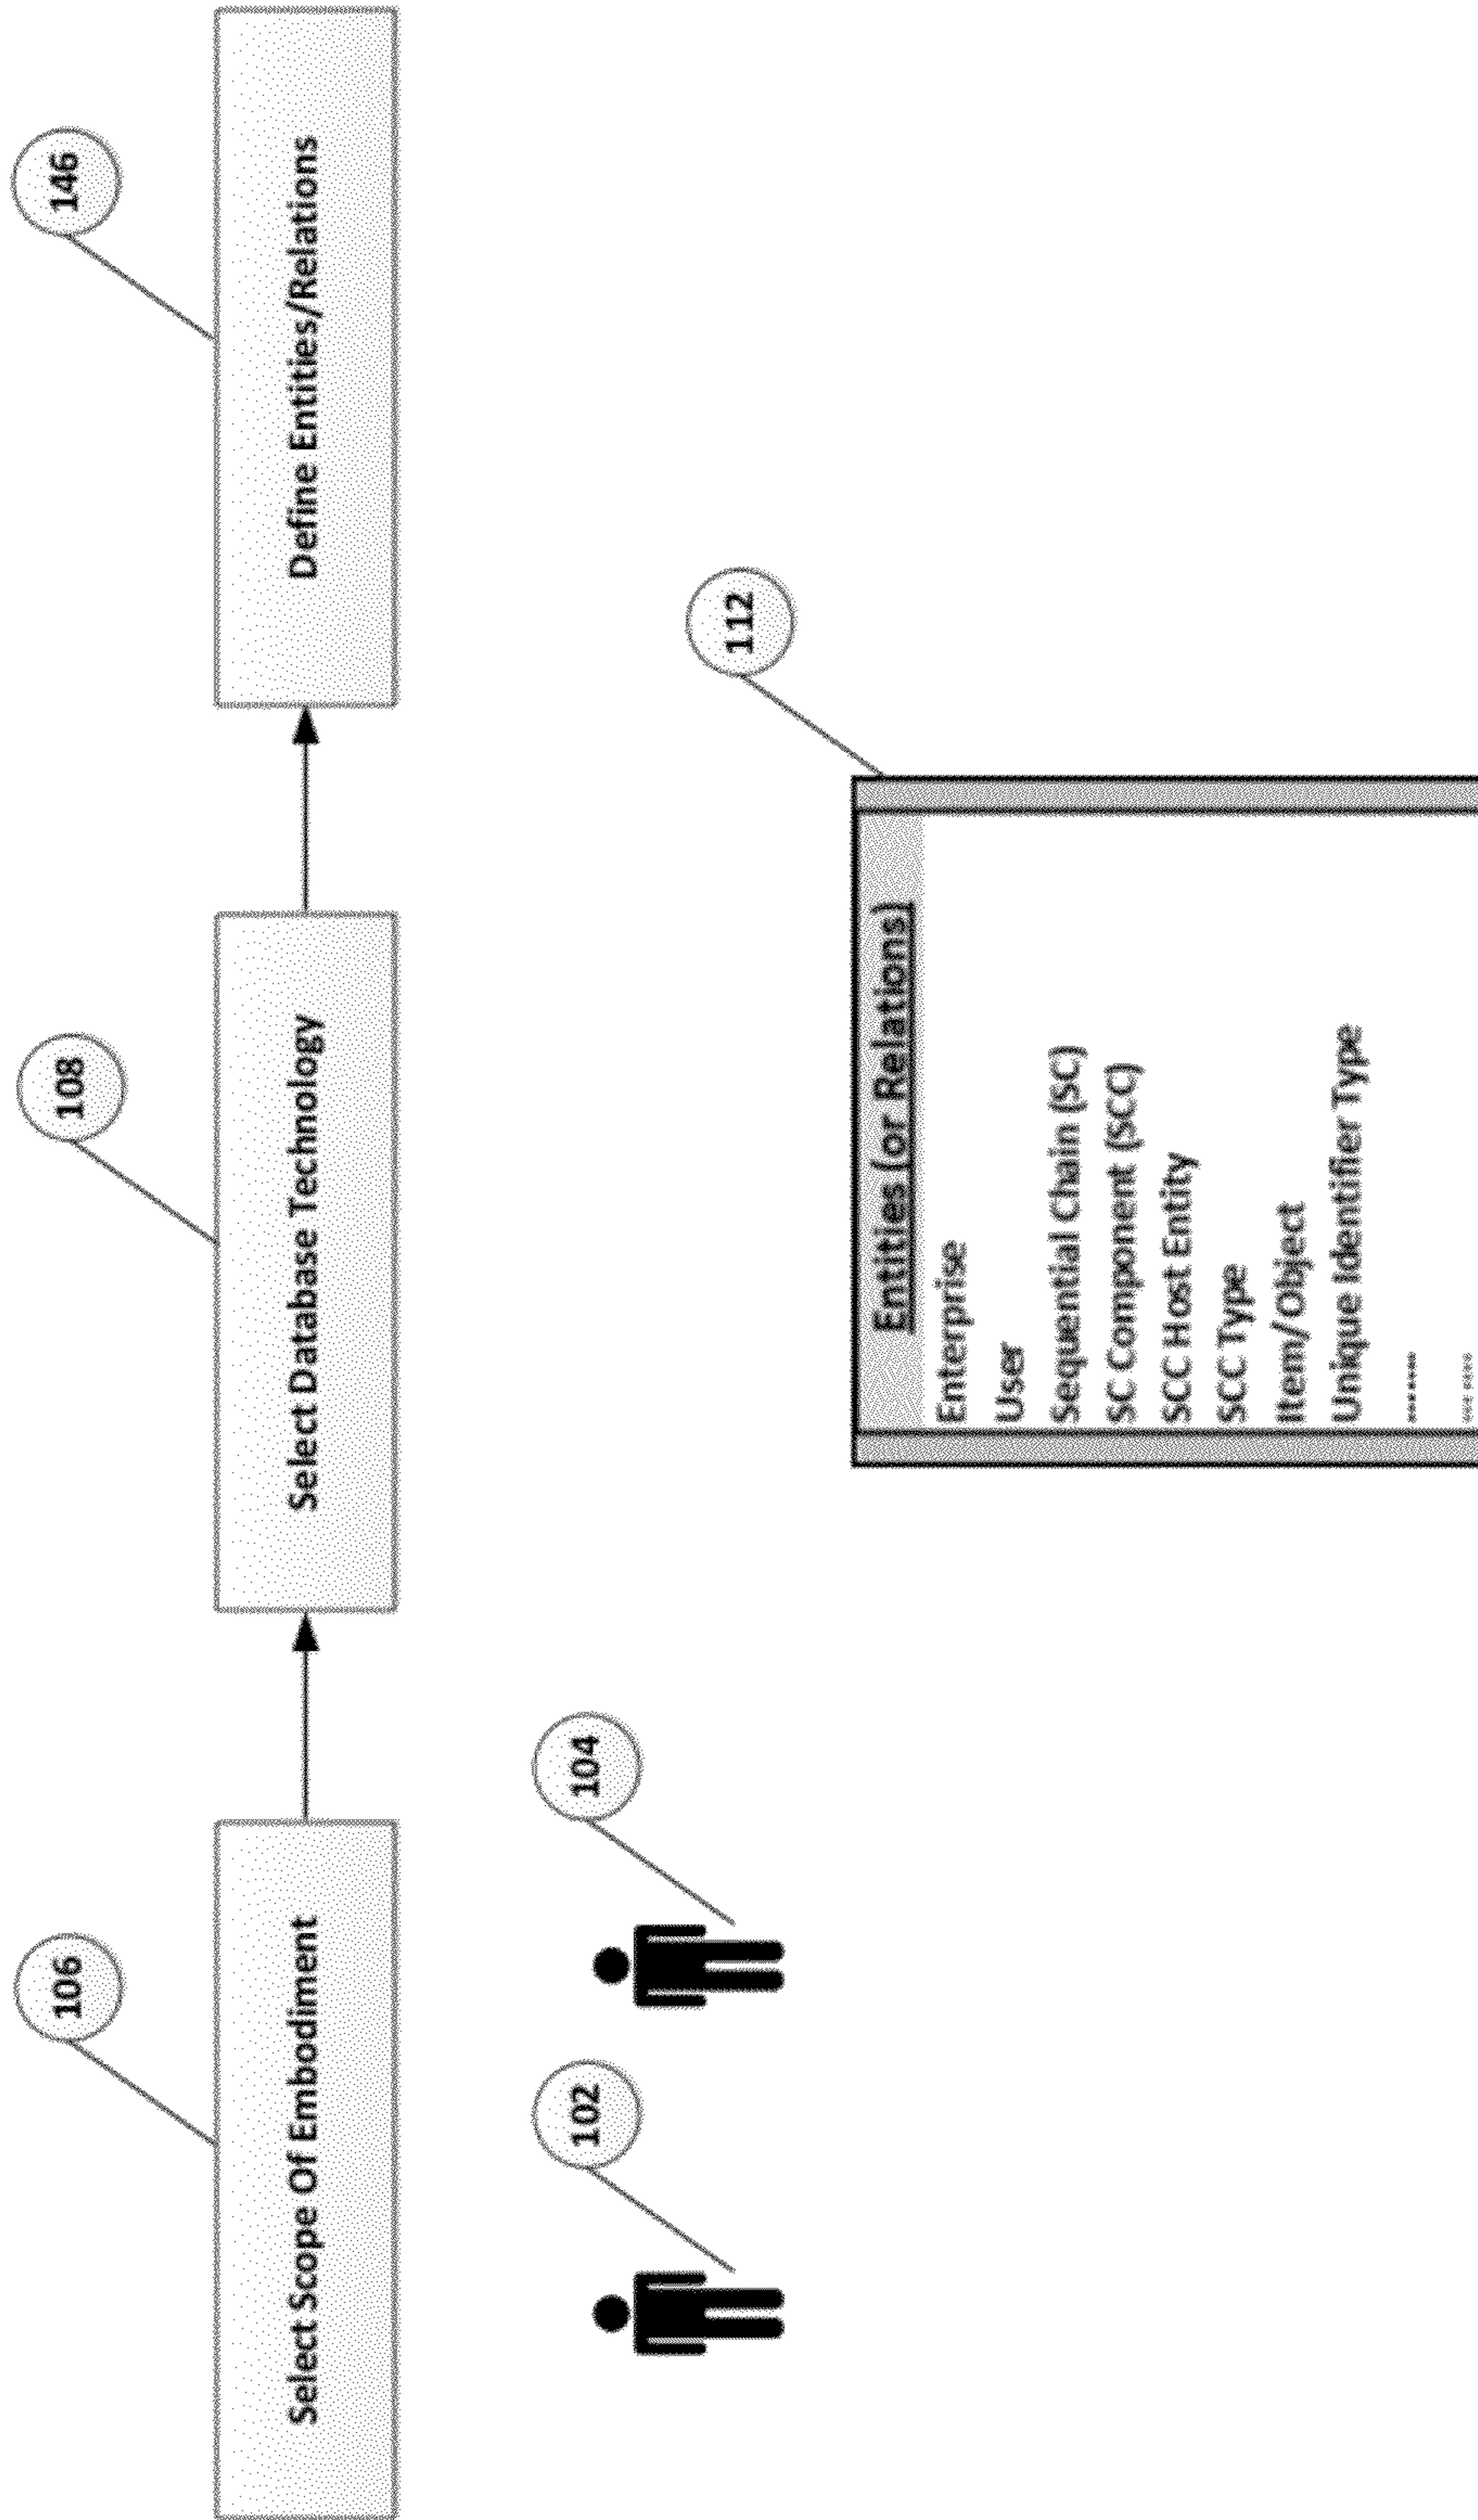 106
108
146
Select Scope Of Embodiment
Select Database Technology
Define Entities/Relations
102
104
112
Entities (or Relations)
Enterprise
User
Sequential Chain (SC)
SC Component (SCC)
SCC Host Entity
SCC Type
Item/Object
Unique Identifier Type